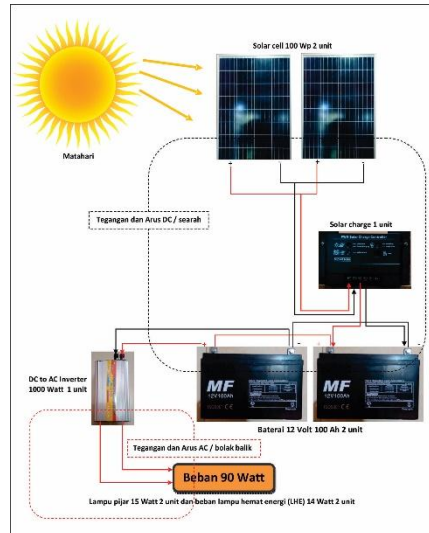 Solar cell 100 Wp 2 unit
Matahari
+ - + -
Tegangan dan Arus DC / searah
Solar charge 1 unit
+ - + -
MF
12V100Ah
MF
12V100Ah
DC to AC Inverter
1000 Watt 1 unit
Baterai 12 Volt 100 Ah 2 unit
Tegangan dan Arus AC / bolak balik
Beban 90 Watt
Lampu pijar 15 Watt 2 unit dan beban lampu hemat energi (LHE) 14 Watt 2 unit